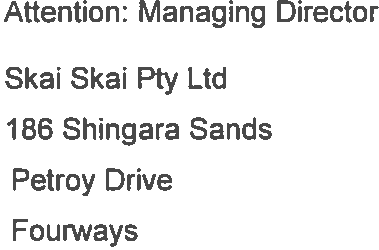 Attention: Managing Director
Skai Skai Pty Ltd
186 Shingara Sands
Petroy Drive
Fourways